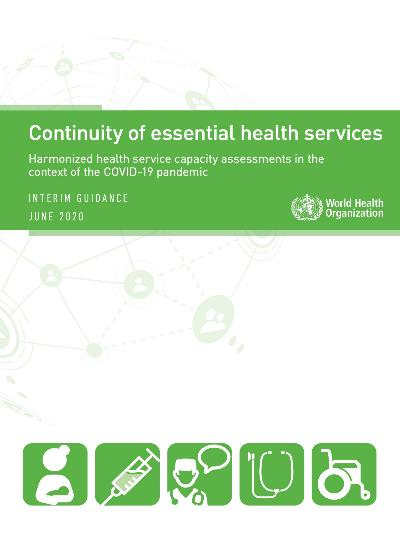 Continuity of essential health services
Harmonized health service capacity assessments in the
context of the COVID-19 pandemic
INTERIM GUIDANCE
JUNE 2020
World Health
Organization